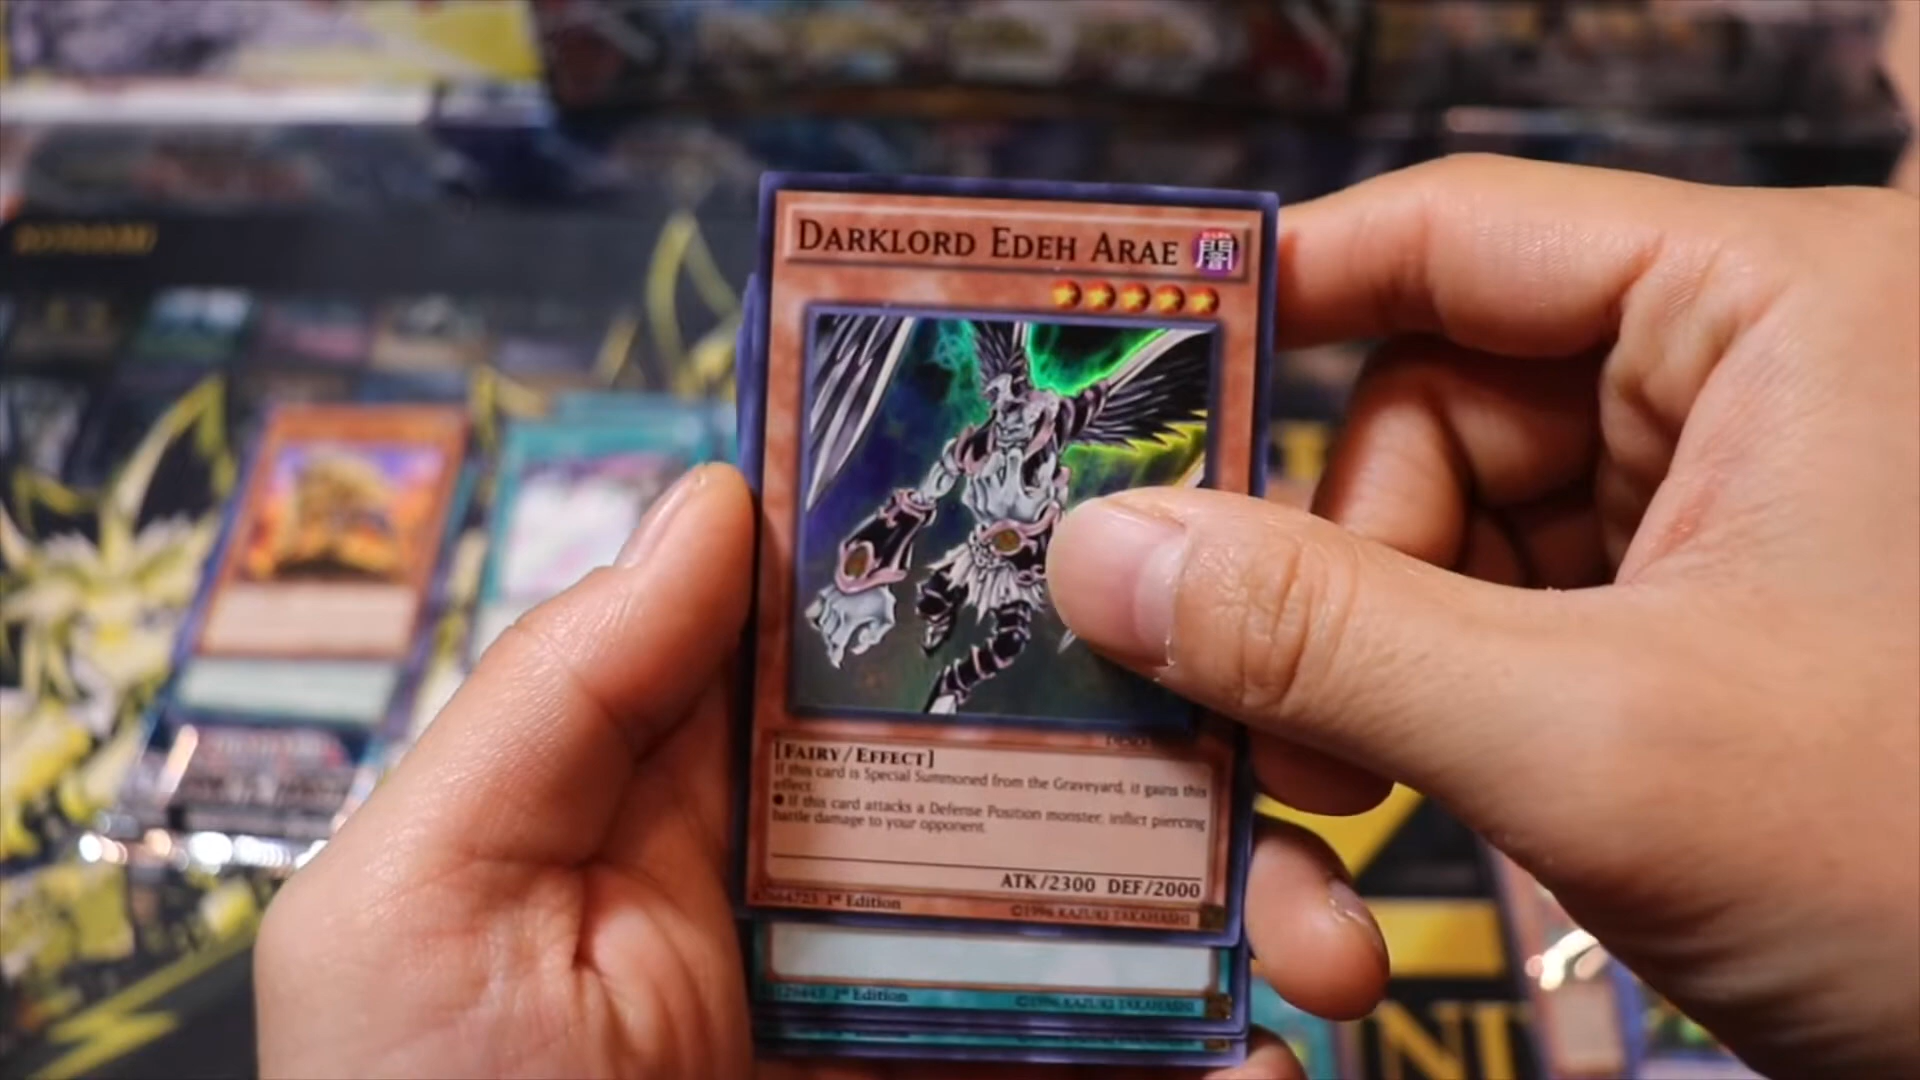 KONAMI
DARKLORD EDEH ARAE
DARK
闇
[FAIRY/EFFECT]
If this card is Special Summoned from the Graveyard, it gains this
effect.
● If this card attacks a Defense Position monster, inflict piercing
battle damage to your opponent.
ATK/2300 DEF/2000
1st Edition
©1996 KAZUKI TAKAHASHI
1st Edition
©1996 KAZUKI TAKAHASHI